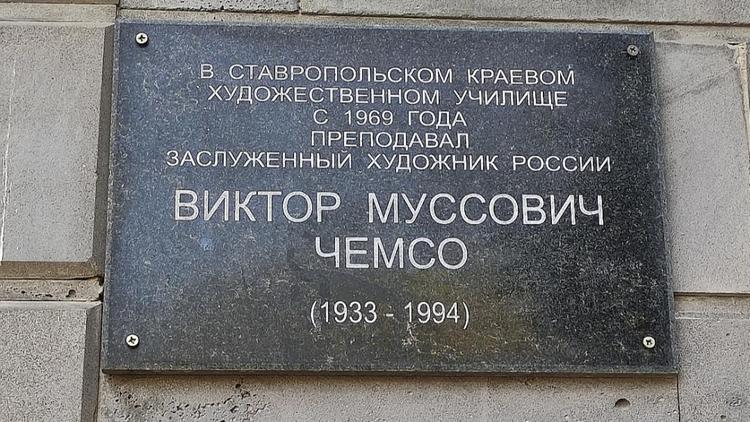 В СТАВРОПОЛЬСКОМ КРАЕВОМ
ХУДОЖЕСТВЕННОМ УЧИЛИЩЕ
С 1969 ГОДА
ПРЕПОДАВАЛ
ЗАСЛУЖЕННЫЙ ХУДОЖНИК РОССИИ
ВИКТОР МУССОВИЧ
ЧЕМСО
(1933 - 1994)